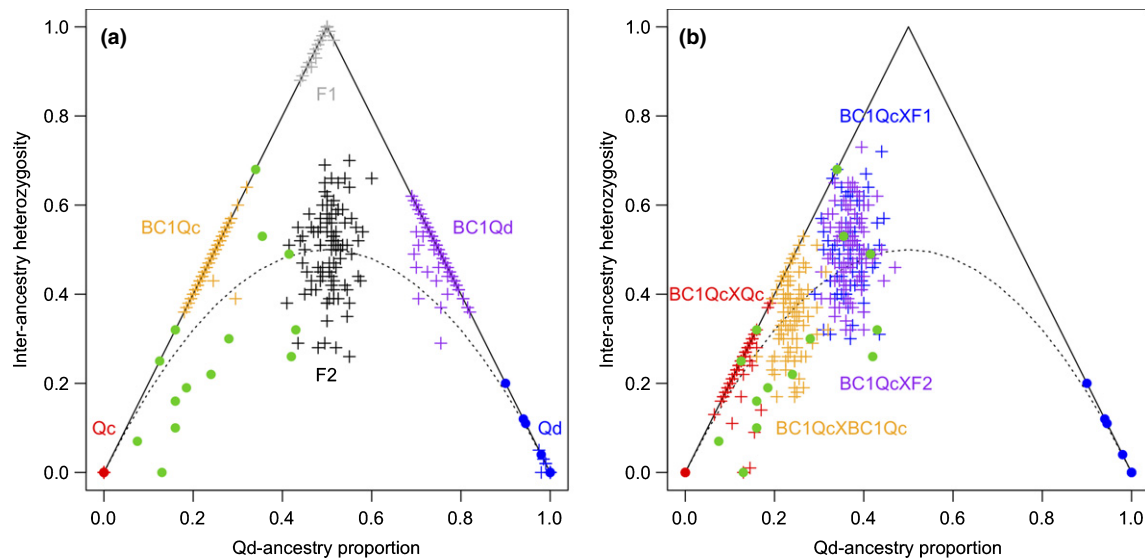 (a)
1.0
0.8
0.6
0.4
0.2
0.0
Inter-ancestry heterozygosity
F1
BC1Qc
BC1Qd
F2
Qc
Qd
0.0 0.2 0.4 0.6 0.8 1.0
Qd-ancestry proportion
(b)
1.0
0.8
0.6
0.4
0.2
0.0
Inter-ancestry heterozygosity
BC1QcXF1
BC1QcXQc
BC1QcXF2
BC1QcXBC1Qc
0.0 0.2 0.4 0.6 0.8 1.0
Qd-ancestry proportion